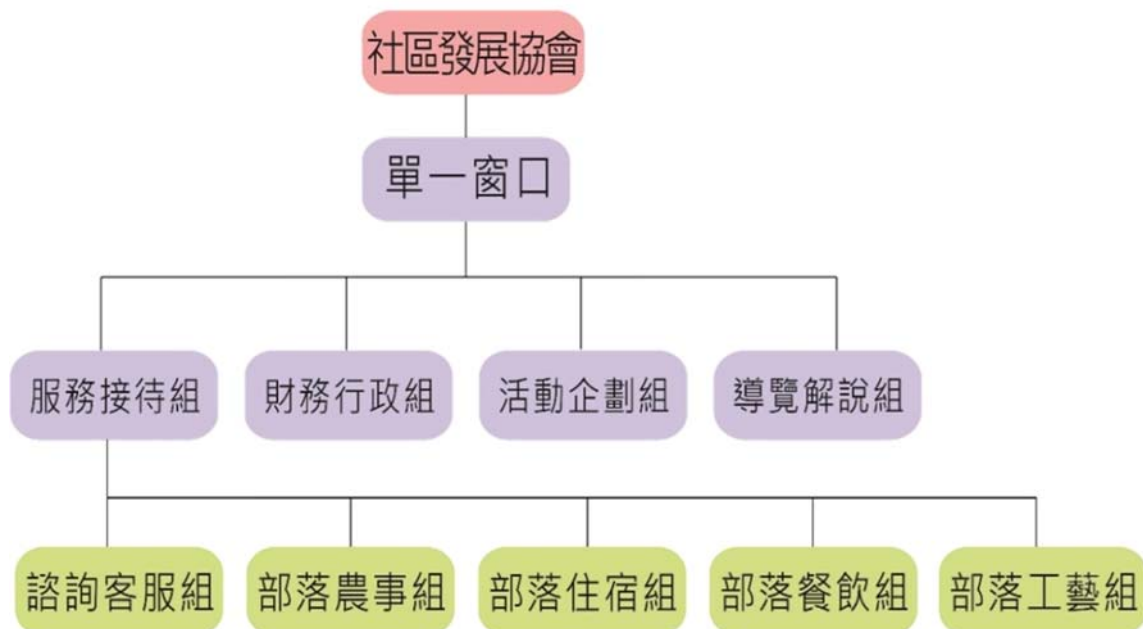 社區發展協會
單一窗口
服務接待組
財務行政組
活動企劃組
導覽解說組
諮詢客服組
部落農事組
部落住宿組
部落餐飲組
部落工藝組